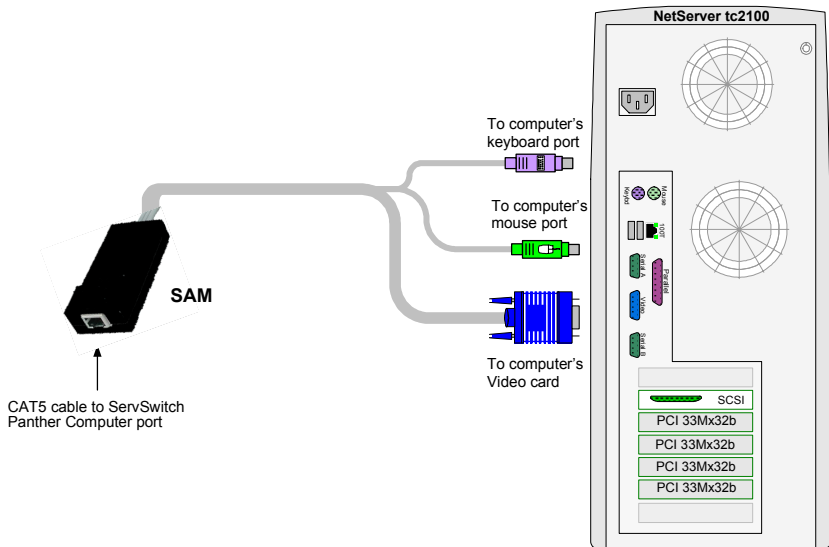 NetServer tc2100
To computer's
keyboard port
To computer's
mouse port
SAM
To computer's
Video card
CAT5 cable to ServSwitch
Panther Computer port
Keybd
Mouse
100T
Serial A
Parallel
Video
Serial B
SCSI
PCI 33Mx32b
PCI 33Mx32b
PCI 33Mx32b
PCI 33Mx32b